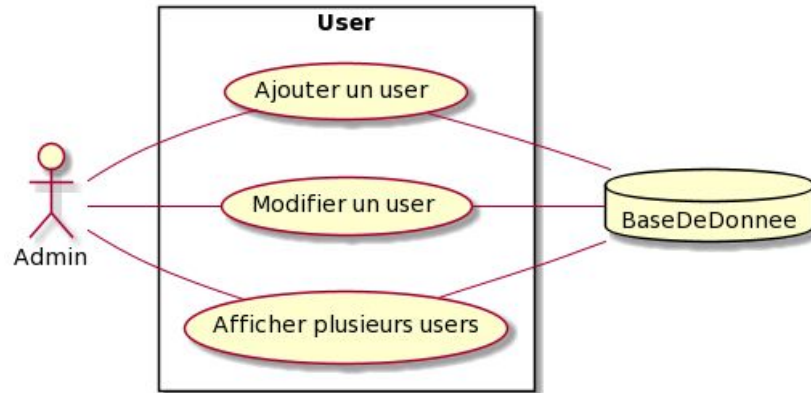 User
Ajouter un user
Modifier un user
Afficher plusieurs users
Admin
BaseDeDonnee